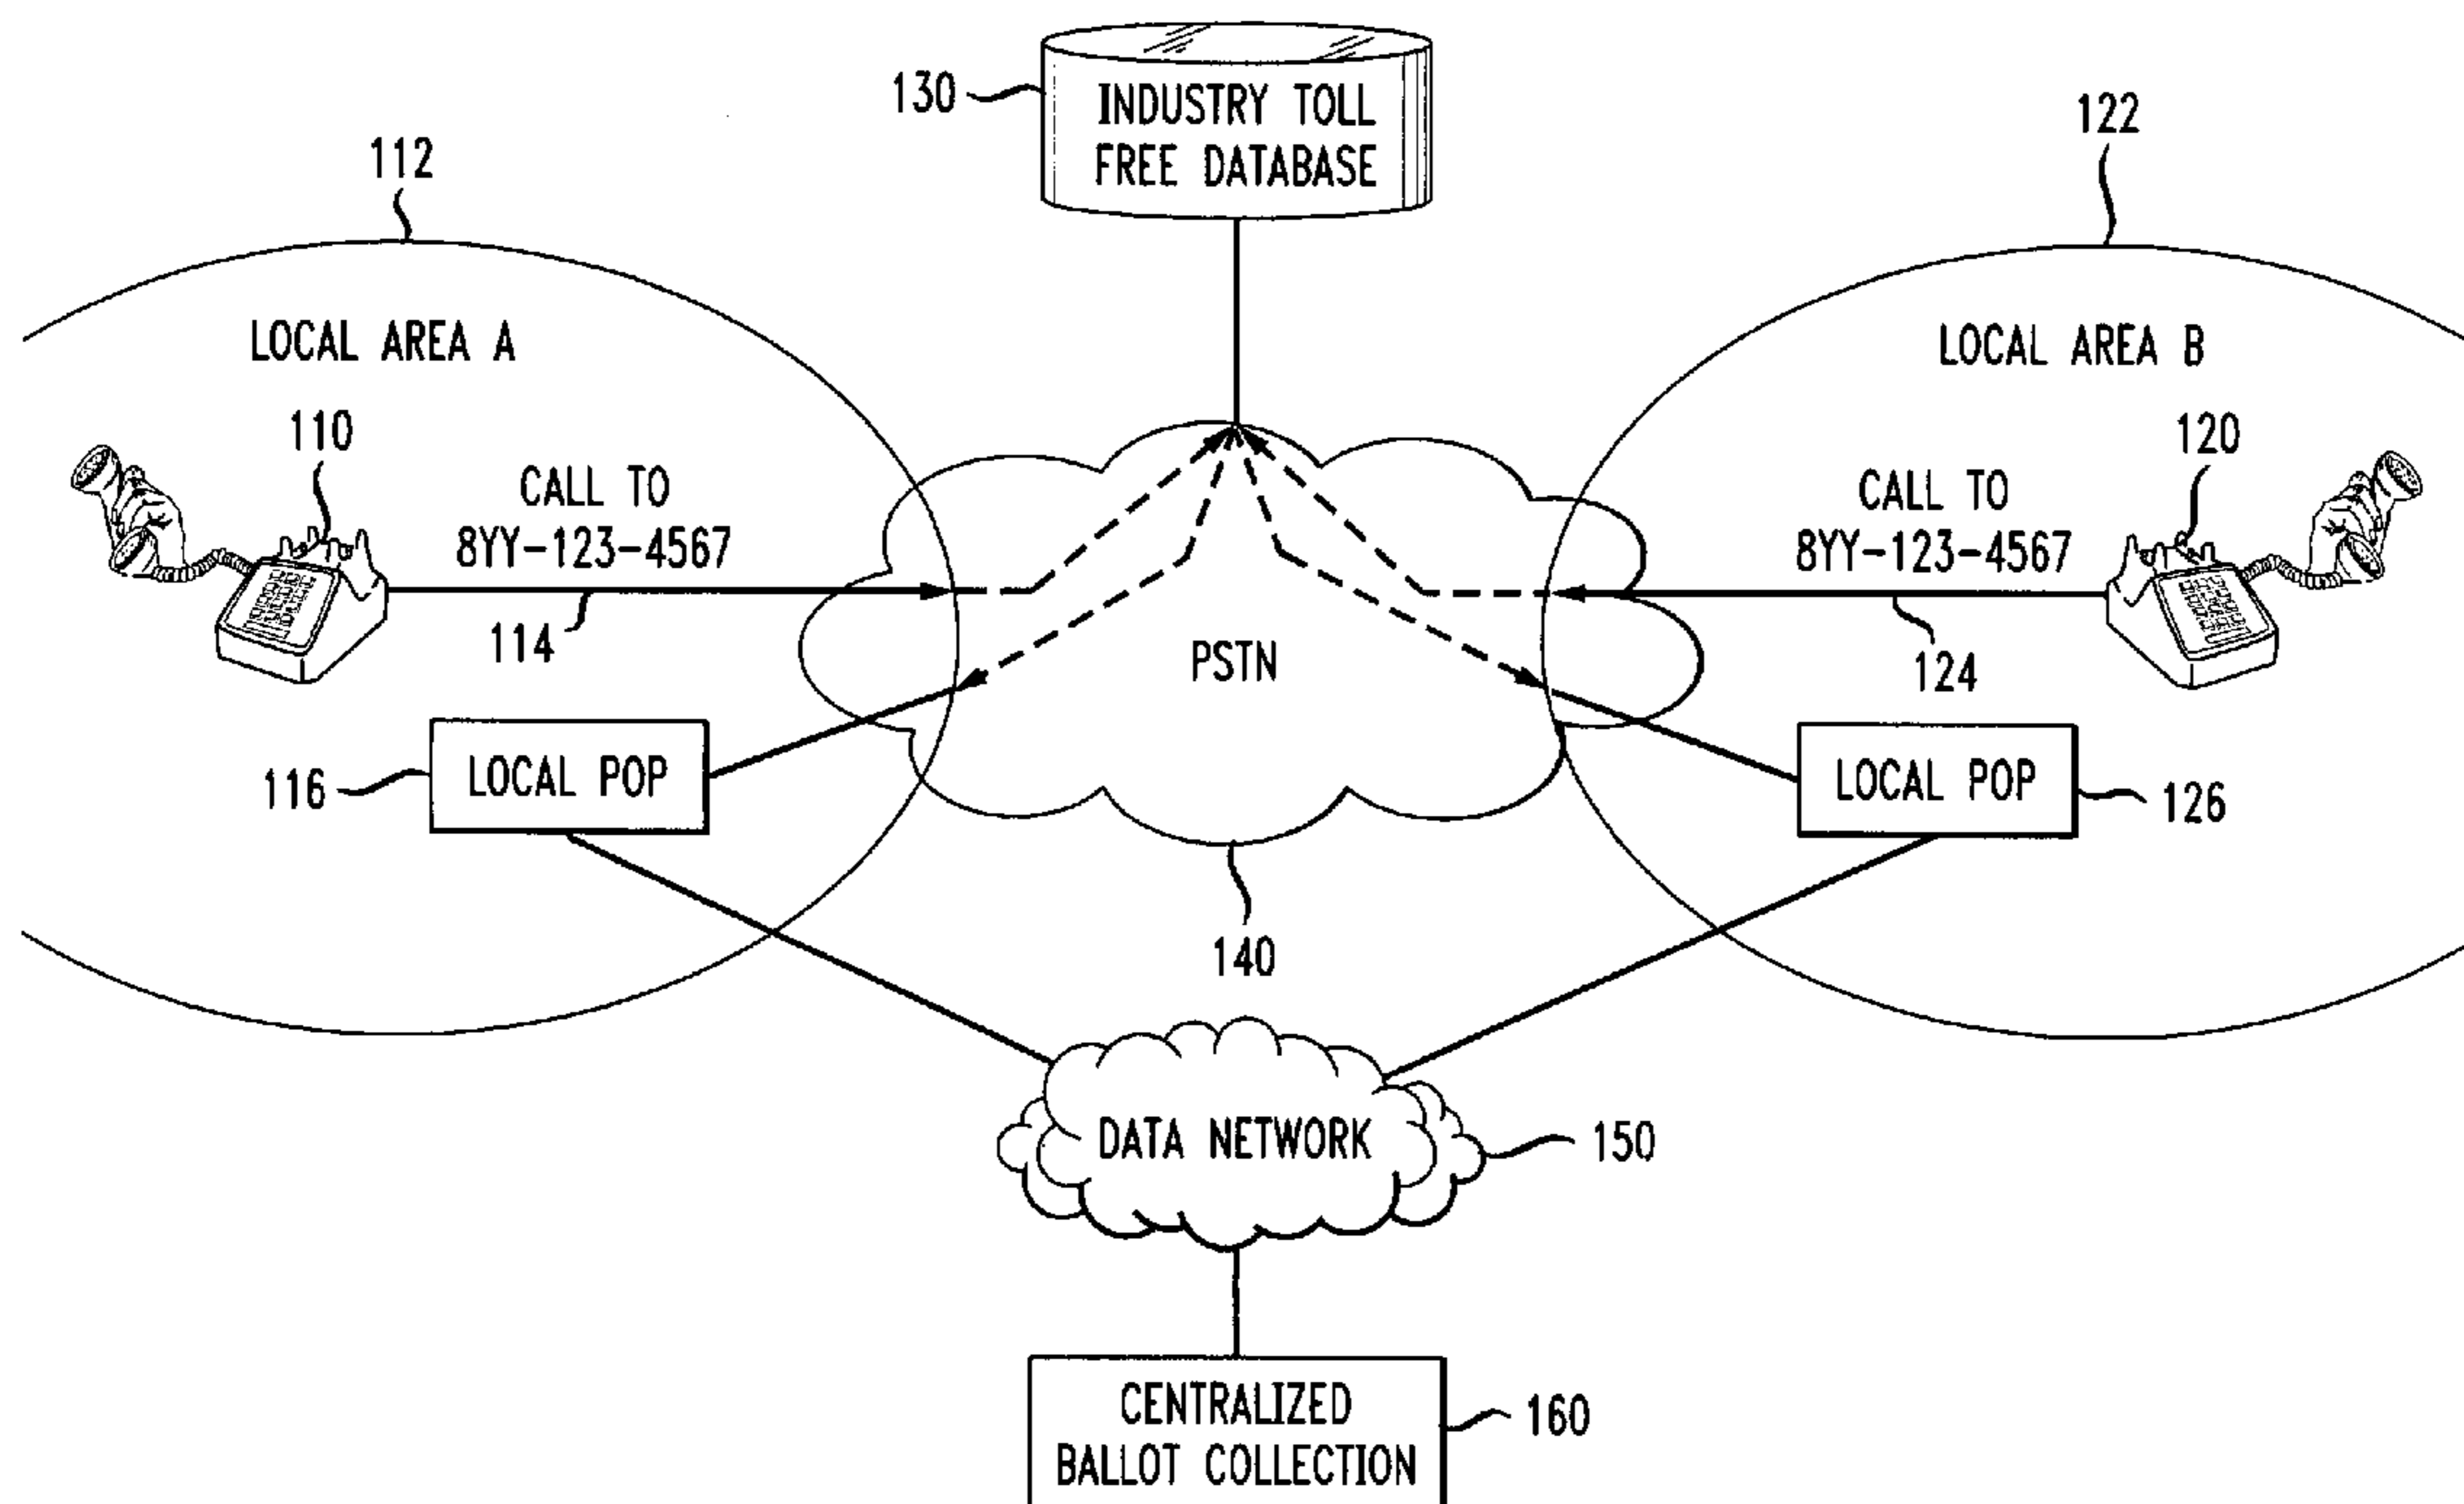 130
INDUSTRY TOLL
FREE DATABASE
112
122
LOCAL AREA A
LOCAL AREA B
110
CALL TO
8YY-123-4567
114
120
CALL TO
8YY-123-4567
124
PSTN
116
LOCAL POP
LOCAL POP
126
140
DATA NETWORK
150
CENTRALIZED
BALLOT COLLECTION
160